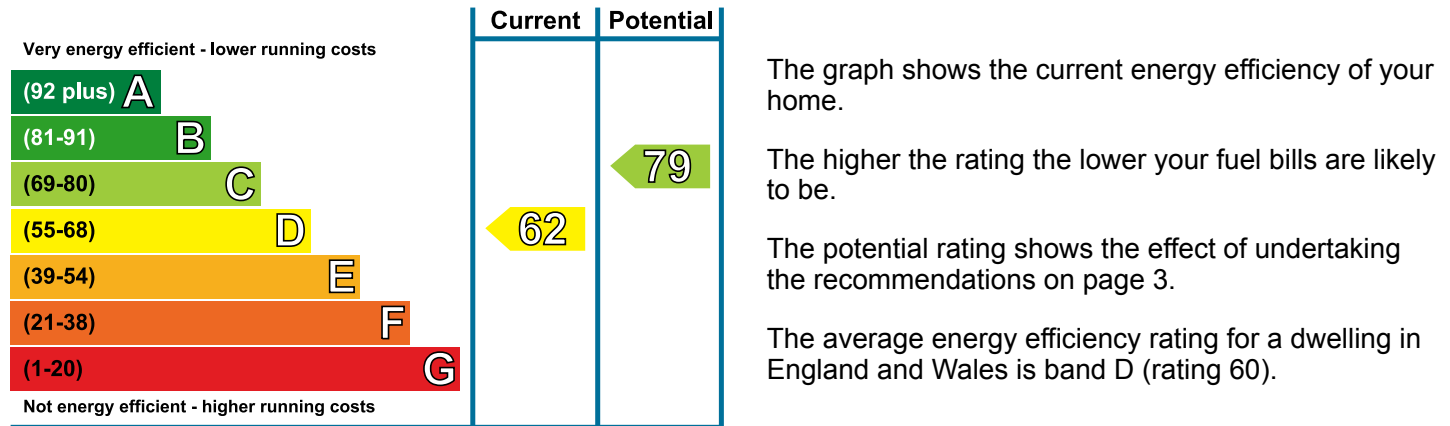 Current Potential
Very energy efficient - lower running costs
(92 plus) A
(81-91) B
(69-80) C
79
(55-68) D
62
(39-54) E
(21-38) F
(1-20) G
Not energy efficient - higher running costs
The graph shows the current energy efficiency of your
home.
The higher the rating the lower your fuel bills are likely
to be.
The potential rating shows the effect of undertaking
the recommendations on page 3.
The average energy efficiency rating for a dwelling in
England and Wales is band D (rating 60).